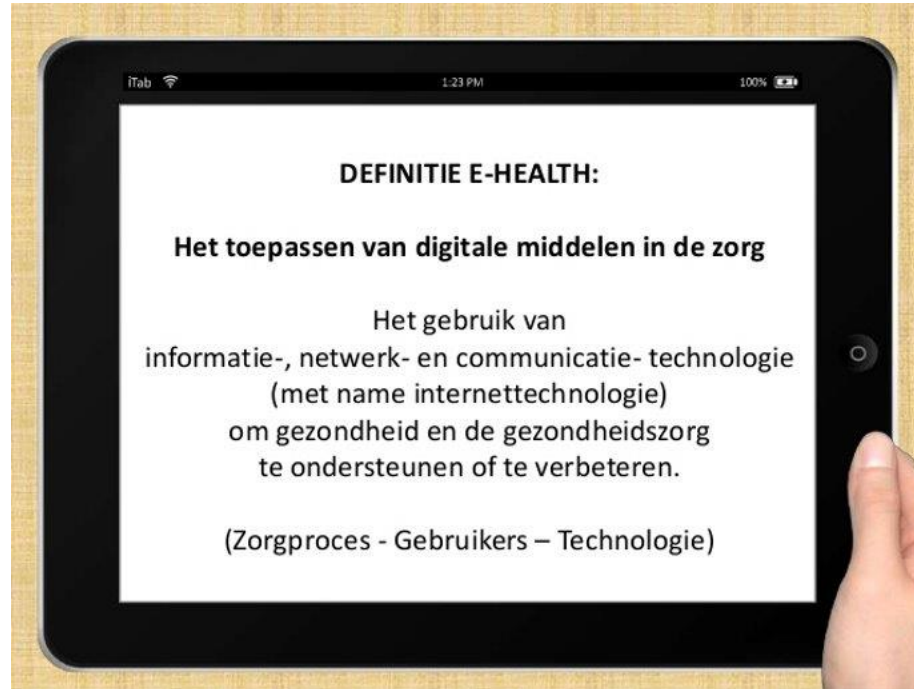 iTab 1:23 PM 100%
DEFINITIE E-HEALTH:
Het toepassen van digitale middelen in de zorg
Het gebruik van
informatie-, netwerk- en communicatie- technologie
(met name internettechnologie)
om gezondheid en de gezondheidszorg
te ondersteunen of te verbeteren.
(Zorgproces - Gebruikers – Technologie)